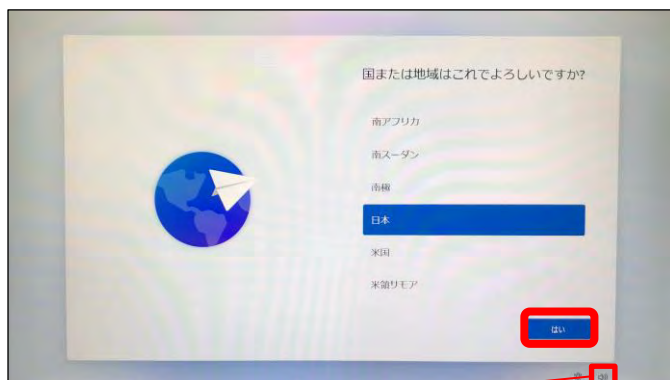 国または地域はこれでよろしいですか?
南アフリカ
南スーダン
南極
日本
米国
米領サモア
はい